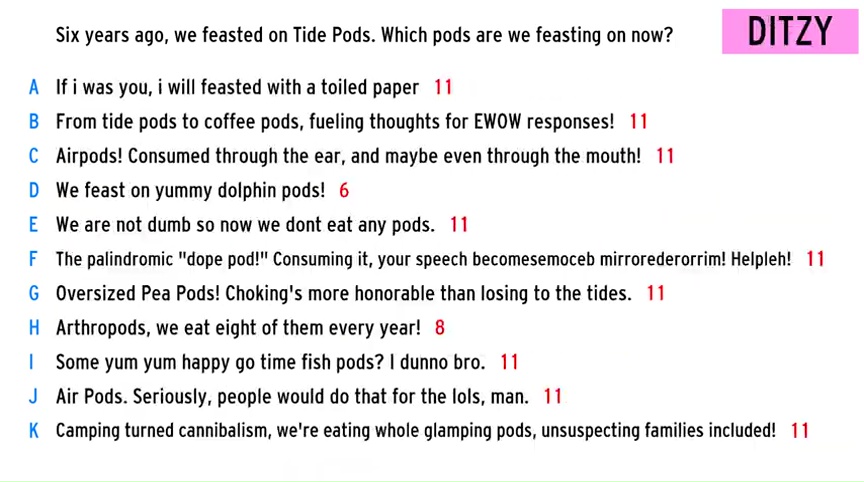 Six years ago, we feasted on Tide Pods. Which pods are we feasting on now?
DITZY
A If i was you, i will feasted with a toiled paper 11
B From tide pods to coffee pods, fueling thoughts for EWOW responses! 11
C Airpods! Consumed through the ear, and maybe even through the mouth! 11
D We feast on yummy dolphin pods! 6
E We are not dumb so now we dont eat any pods. 11
F The palindromic "dope pod!" Consuming it, your speech becomesemoceb mirrorederorrim! Helpleh! 11
G Oversized Pea Pods! Choking's more honorable than losing to the tides. 11
H Arthropods, we eat eight of them every year! 8
I Some yum yum happy go time fish pods? I dunno bro. 11
J Air Pods. Seriously, people would do that for the lols, man. 11
K Camping turned cannibalism, we're eating whole glamping pods, unsuspecting families included! 11